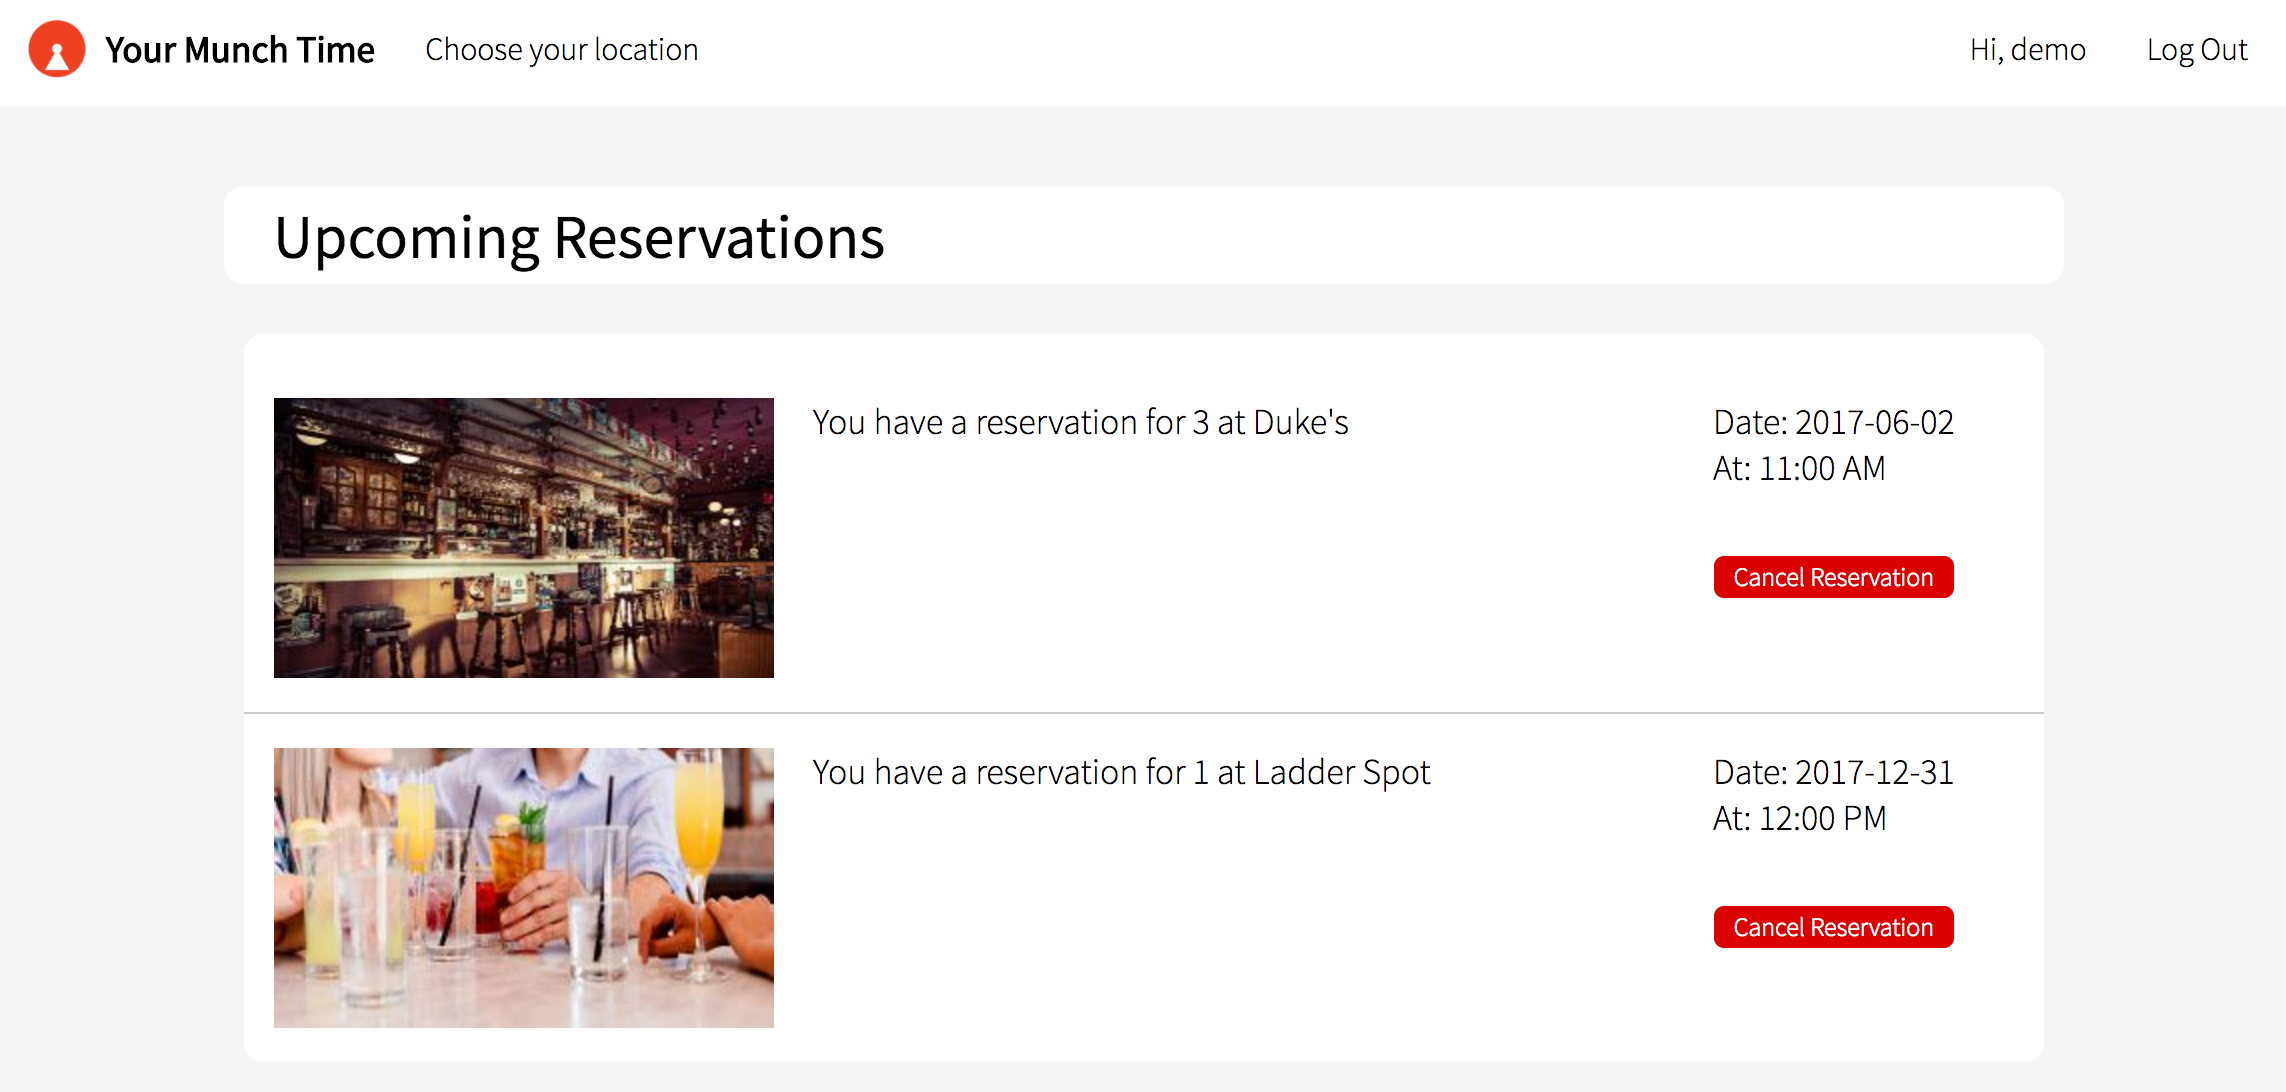 Your Munch Time
Choose your location
Hi, demo
Log Out
Upcoming Reservations
You have a reservation for 3 at Duke's
Date: 2017-06-02
At: 11:00 AM
Cancel Reservation
You have a reservation for 1 at Ladder Spot
Date: 2017-12-31
At: 12:00 PM
Cancel Reservation